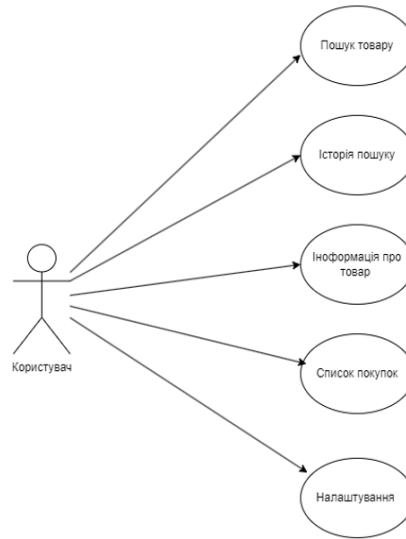 Пошук товару
Історія пошуку
Іноформація про
товар
Користувач
Список покупок
Налаштування